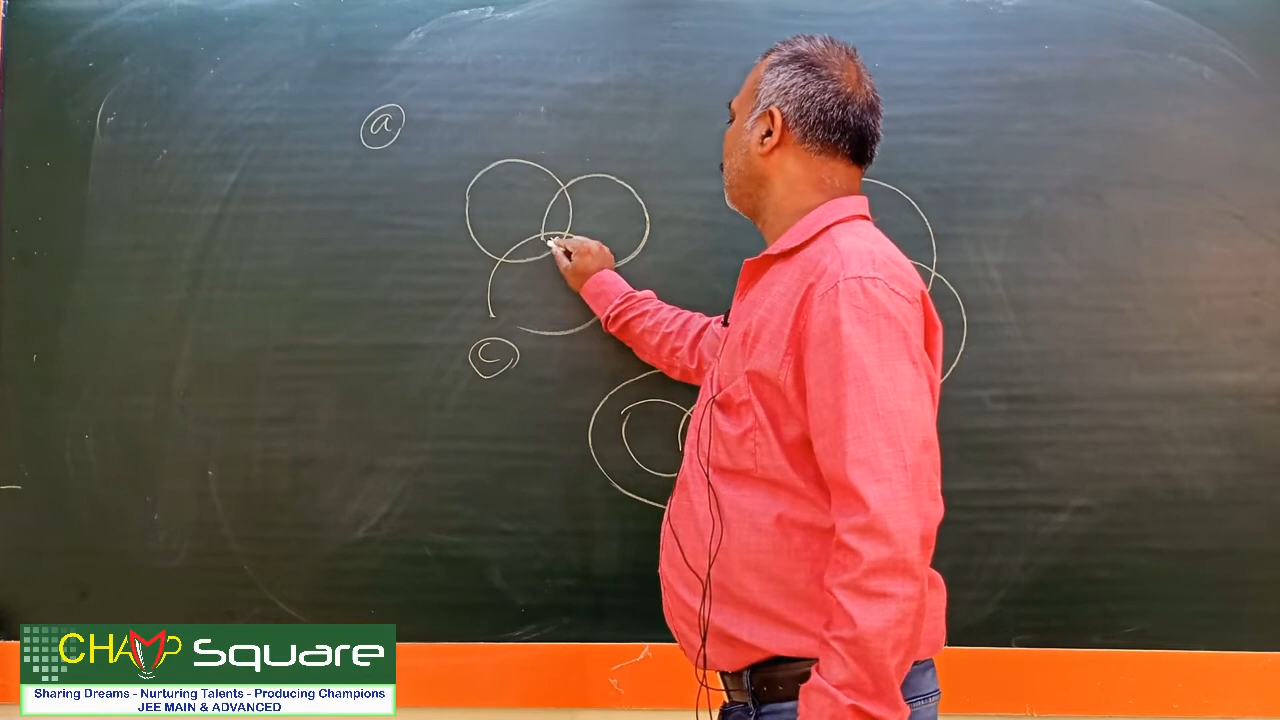 a
c
CHAMP Square
Sharing Dreams - Nurturing Talents - Producing Champions
JEE MAIN & ADVANCED